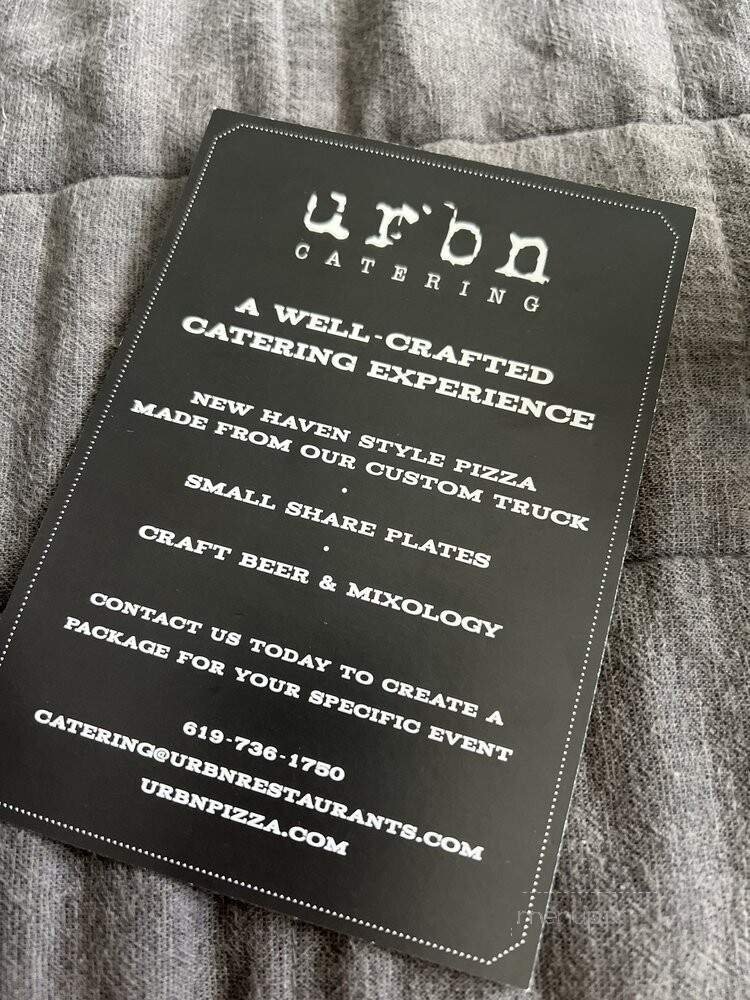 urbn
CATERING
A WELL-CRAFTED
CATERING EXPERIENCE
NEW HAVEN STYLE PIZZA
MADE FROM OUR CUSTOM TRUCK
•
SMALL SHARE PLATES
•
CRAFT BEER & MIXOLOGY
CONTACT US TODAY TO CREATE A
PACKAGE FOR YOUR SPECIFIC EVENT
619-736-1750
CATERING@URBNRESTAURANTS.COM
URBNPIZZA.COM